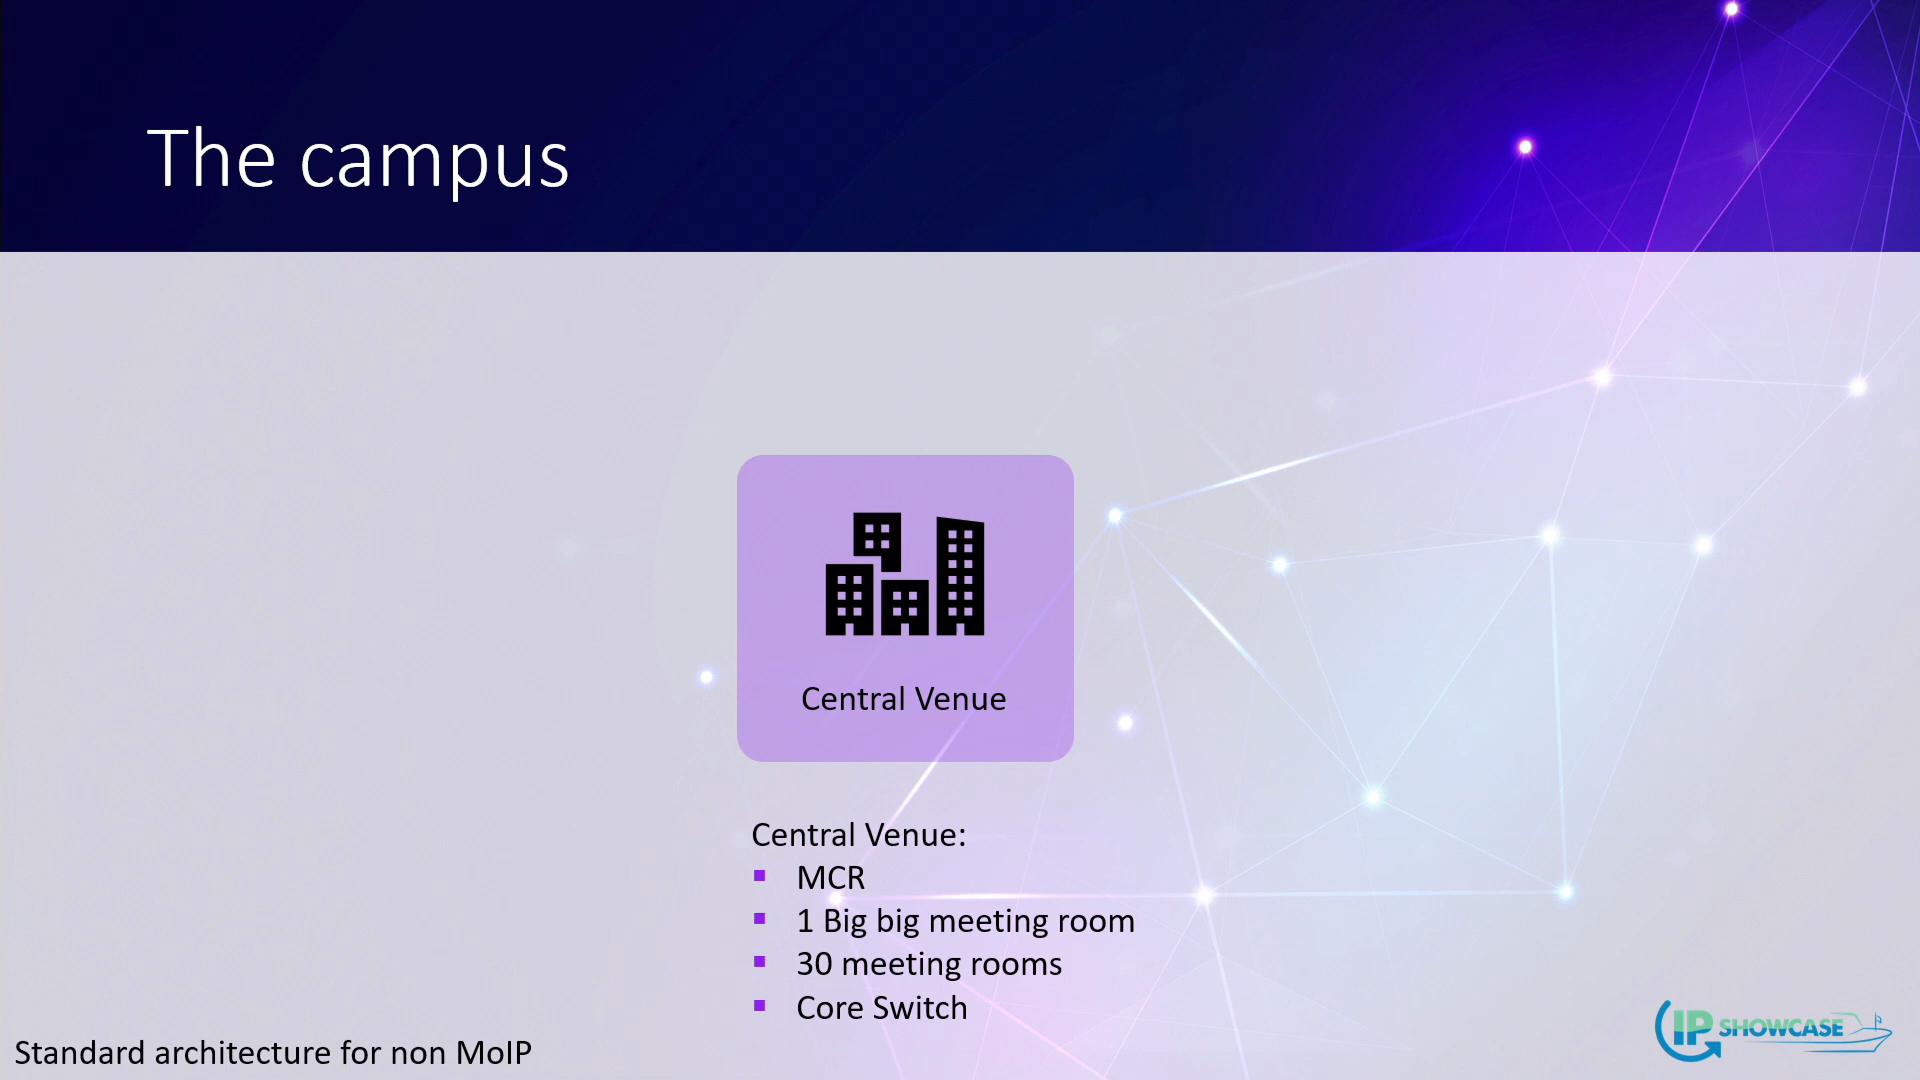 The campus
Central Venue
Central Venue:
▪ MCR
▪ 1 Big big meeting room
▪ 30 meeting rooms
▪ Core Switch
Standard architecture for non MoIP
IP SHOWCASE